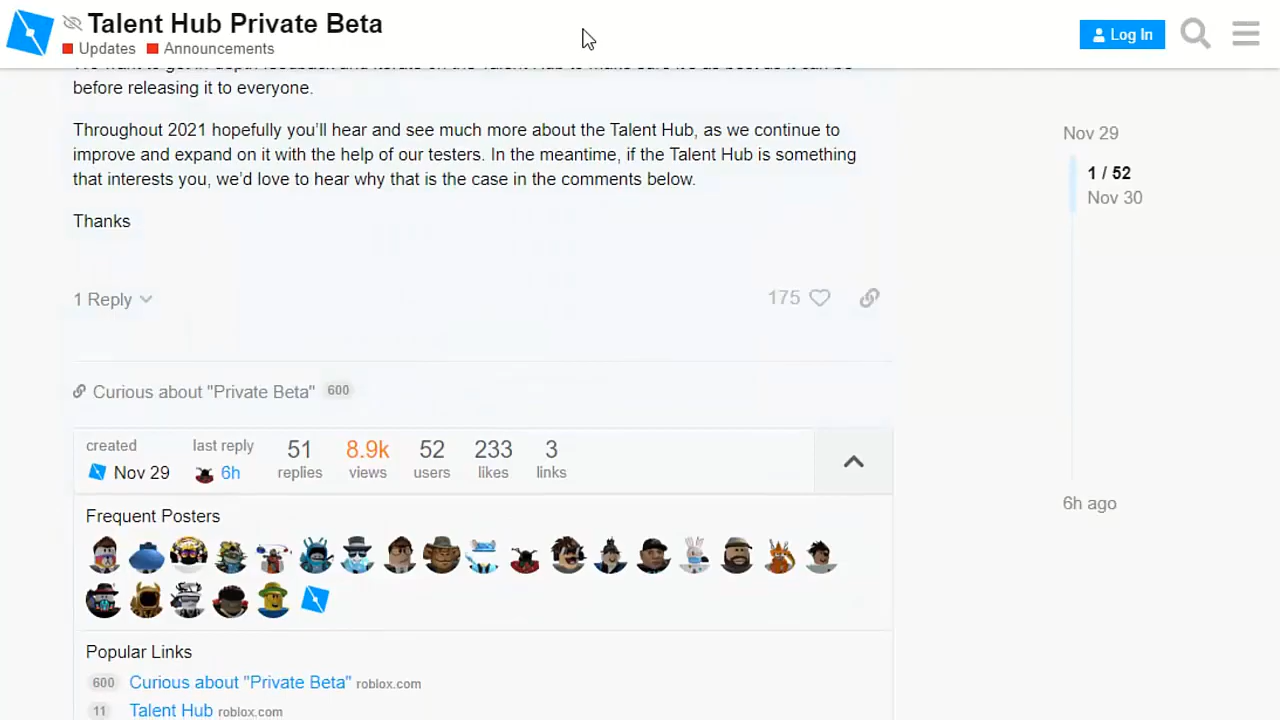 Talent Hub Private Beta
Updates Announcements
Log In
before releasing it to everyone.
Throughout 2021 hopefully you'll hear and see much more about the Talent Hub, as we continue to
improve and expand on it with the help of our testers. In the meantime, if the Talent Hub is something
that interests you, we'd love to hear why that is the case in the comments below.
Thanks
Nov 29
1 / 52
Nov 30
6h ago
1 Reply
175
Curious about "Private Beta" 600
created last reply 51 8.9k 52 233 3
Nov 29 6h replies views users likes links
Frequent Posters
Popular Links
600 Curious about "Private Beta" roblox.com
11 Talent Hub roblox.com